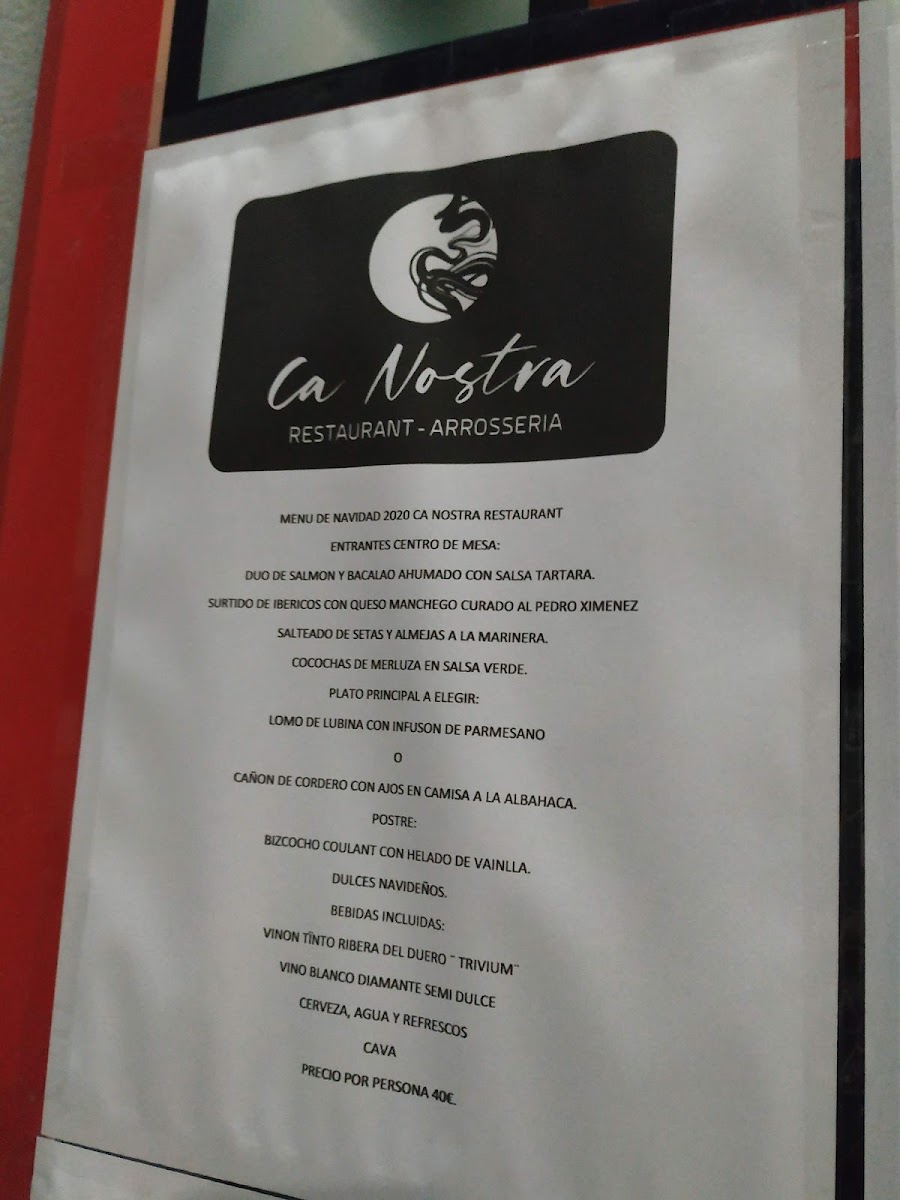 Ca Nostra
RESTAURANT - ARROSSERIA
MENU DE NAVIDAD 2020 CA NOSTRA RESTAURANT
ENTRANTES CENTRO DE MESA:
DUO DE SALMON Y BACALAO AHUMADO CON SALSA TARTARA.
SURTIDO DE IBERICOS CON QUESO MANCHEGO CURADO AL PEDRO XIMENEZ
SALTEADO DE SETAS Y ALMEJAS A LA MARINERA.
COCOCHAS DE MERLUZA EN SALSA VERDE.
PLATO PRINCIPAL A ELEGIR:
LOMO DE LUBINA CON INFUSON DE PARMESANO
O
CAÑON DE CORDERO CON AJOS EN CAMISA A LA ALBAHACA.
POSTRE:
BIZCOCHO COULANT CON HELADO DE VAINLLA.
DULCES NAVIDEÑOS.
BEBIDAS INCLUIDAS:
VINON TÏNTO RIBERA DEL DUERO ¨ TRIVIUM¨
VINO BLANCO DIAMANTE SEMI DULCE
CERVEZA, AGUA Y REFRESCOS
CAVA
PRECIO POR PERSONA 40€.